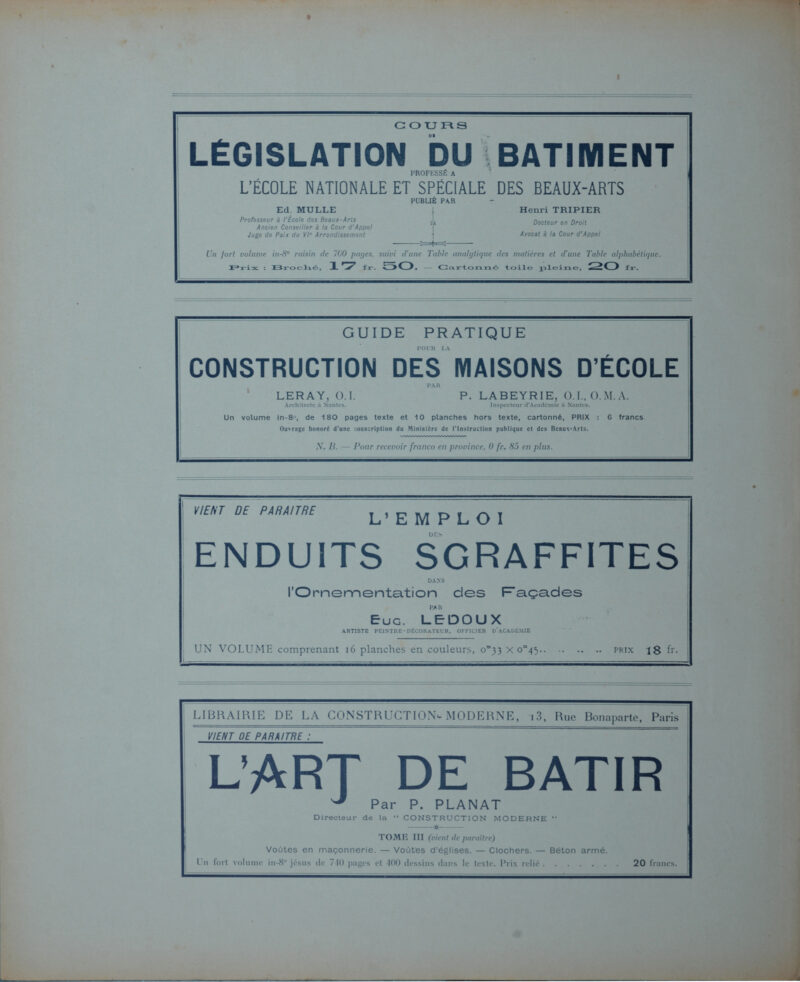 COURS
DE
LÉGISLATION DU BATIMENT
PROFESSÉ A
L'ÉCOLE NATIONALE ET SPÉCIALE DES BEAUX-ARTS
PUBLIÉ PAR
Ed. MULLE
Professeur à l'École des Beaux-Arts
Ancien Conseiller à la Cour d'Appel
Juge de Paix du VIe Arrondissement
Henri TRIPIER
Docteur en Droit
Avocat à la Cour d'Appel
Un fort volume in-8° raisin de 700 pages, suivi d'une Table analytique des matières et d'une Table alphabétique.
Prix : Broché, 17 fr. 50. — Cartonné toile pleine, 20 fr.
GUIDE PRATIQUE
POUR LA
CONSTRUCTION DES MAISONS D'ÉCOLE
PAR
LERAY, O.I.
Architecte à Nantes.
P. LABEYRIE, O.I., O.M.A.
Inspecteur d'Académie à Nantes.
Un volume in-8°, de 180 pages texte et 10 planches hors texte, cartonné, PRIX : 6 francs
Ouvrage honoré d'une souscription du Ministère de l'Instruction publique et des Beaux-Arts.
N. B. — Pour recevoir franco en province, 0 fr. 85 en plus.
VIENT DE PARAITRE
L'EMPLOI
DES
ENDUITS SGRAFFITES
DANS
l'Ornementation des Façades
PAR
EUG. LEDOUX
ARTISTE PEINTRE-DÉCORATEUR, OFFICIER D'ACADÉMIE
UN VOLUME comprenant 16 planches en couleurs, 0m33 × 0m45.. .. .. .. PRIX 18 fr.
LIBRAIRIE DE LA CONSTRUCTION MODERNE, 13, Rue Bonaparte, Paris
VIENT DE PARAITRE :
L'ART DE BATIR
Par P. PLANAT
Directeur de la " CONSTRUCTION MODERNE "
TOME III (vient de paraître)
Voûtes en maçonnerie. — Voûtes d'églises. — Clochers. — Béton armé.
Un fort volume in-8° jésus de 740 pages et 400 dessins dans le texte. Prix relié . . . . . . . 20 francs.